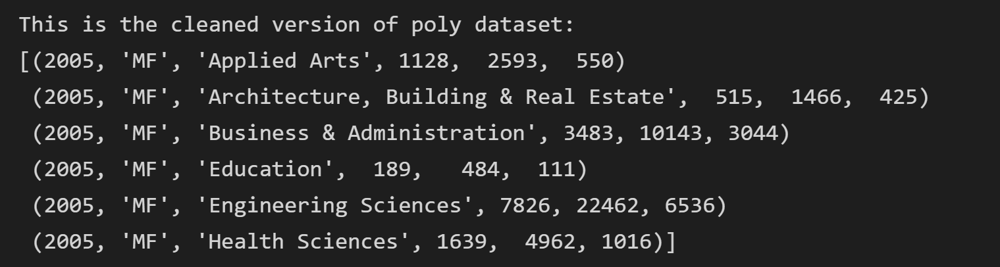 This is the cleaned version of poly dataset:
[(2005, 'MF', 'Applied Arts', 1128,  2593,  550)
 (2005, 'MF', 'Architecture, Building & Real Estate',  515,  1466,  425)
 (2005, 'MF', 'Business & Administration', 3483, 10143, 3044)
 (2005, 'MF', 'Education',  189,   484,  111)
 (2005, 'MF', 'Engineering Sciences', 7826, 22462, 6536)
 (2005, 'MF', 'Health Sciences', 1639,  4962, 1016)]